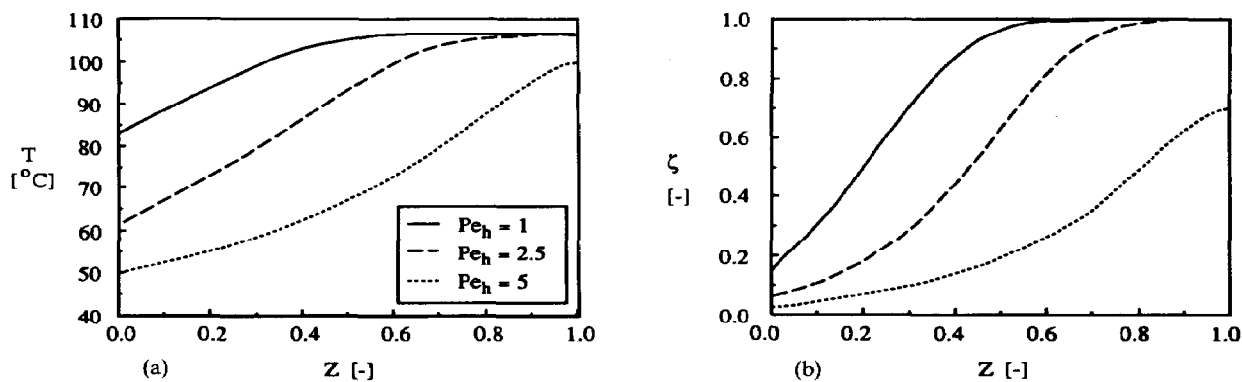 110
100
90
80
70
60
50
40
T
[°C]
0.0 0.2 0.4 0.6 0.8 1.0
Pe_h = 1
Pe_h = 2.5
Pe_h = 5
(a) Z [-]
1.0
0.8
0.6
0.4
0.2
0.0
ζ
[-]
0.0 0.2 0.4 0.6 0.8 1.0
(b) Z [-]